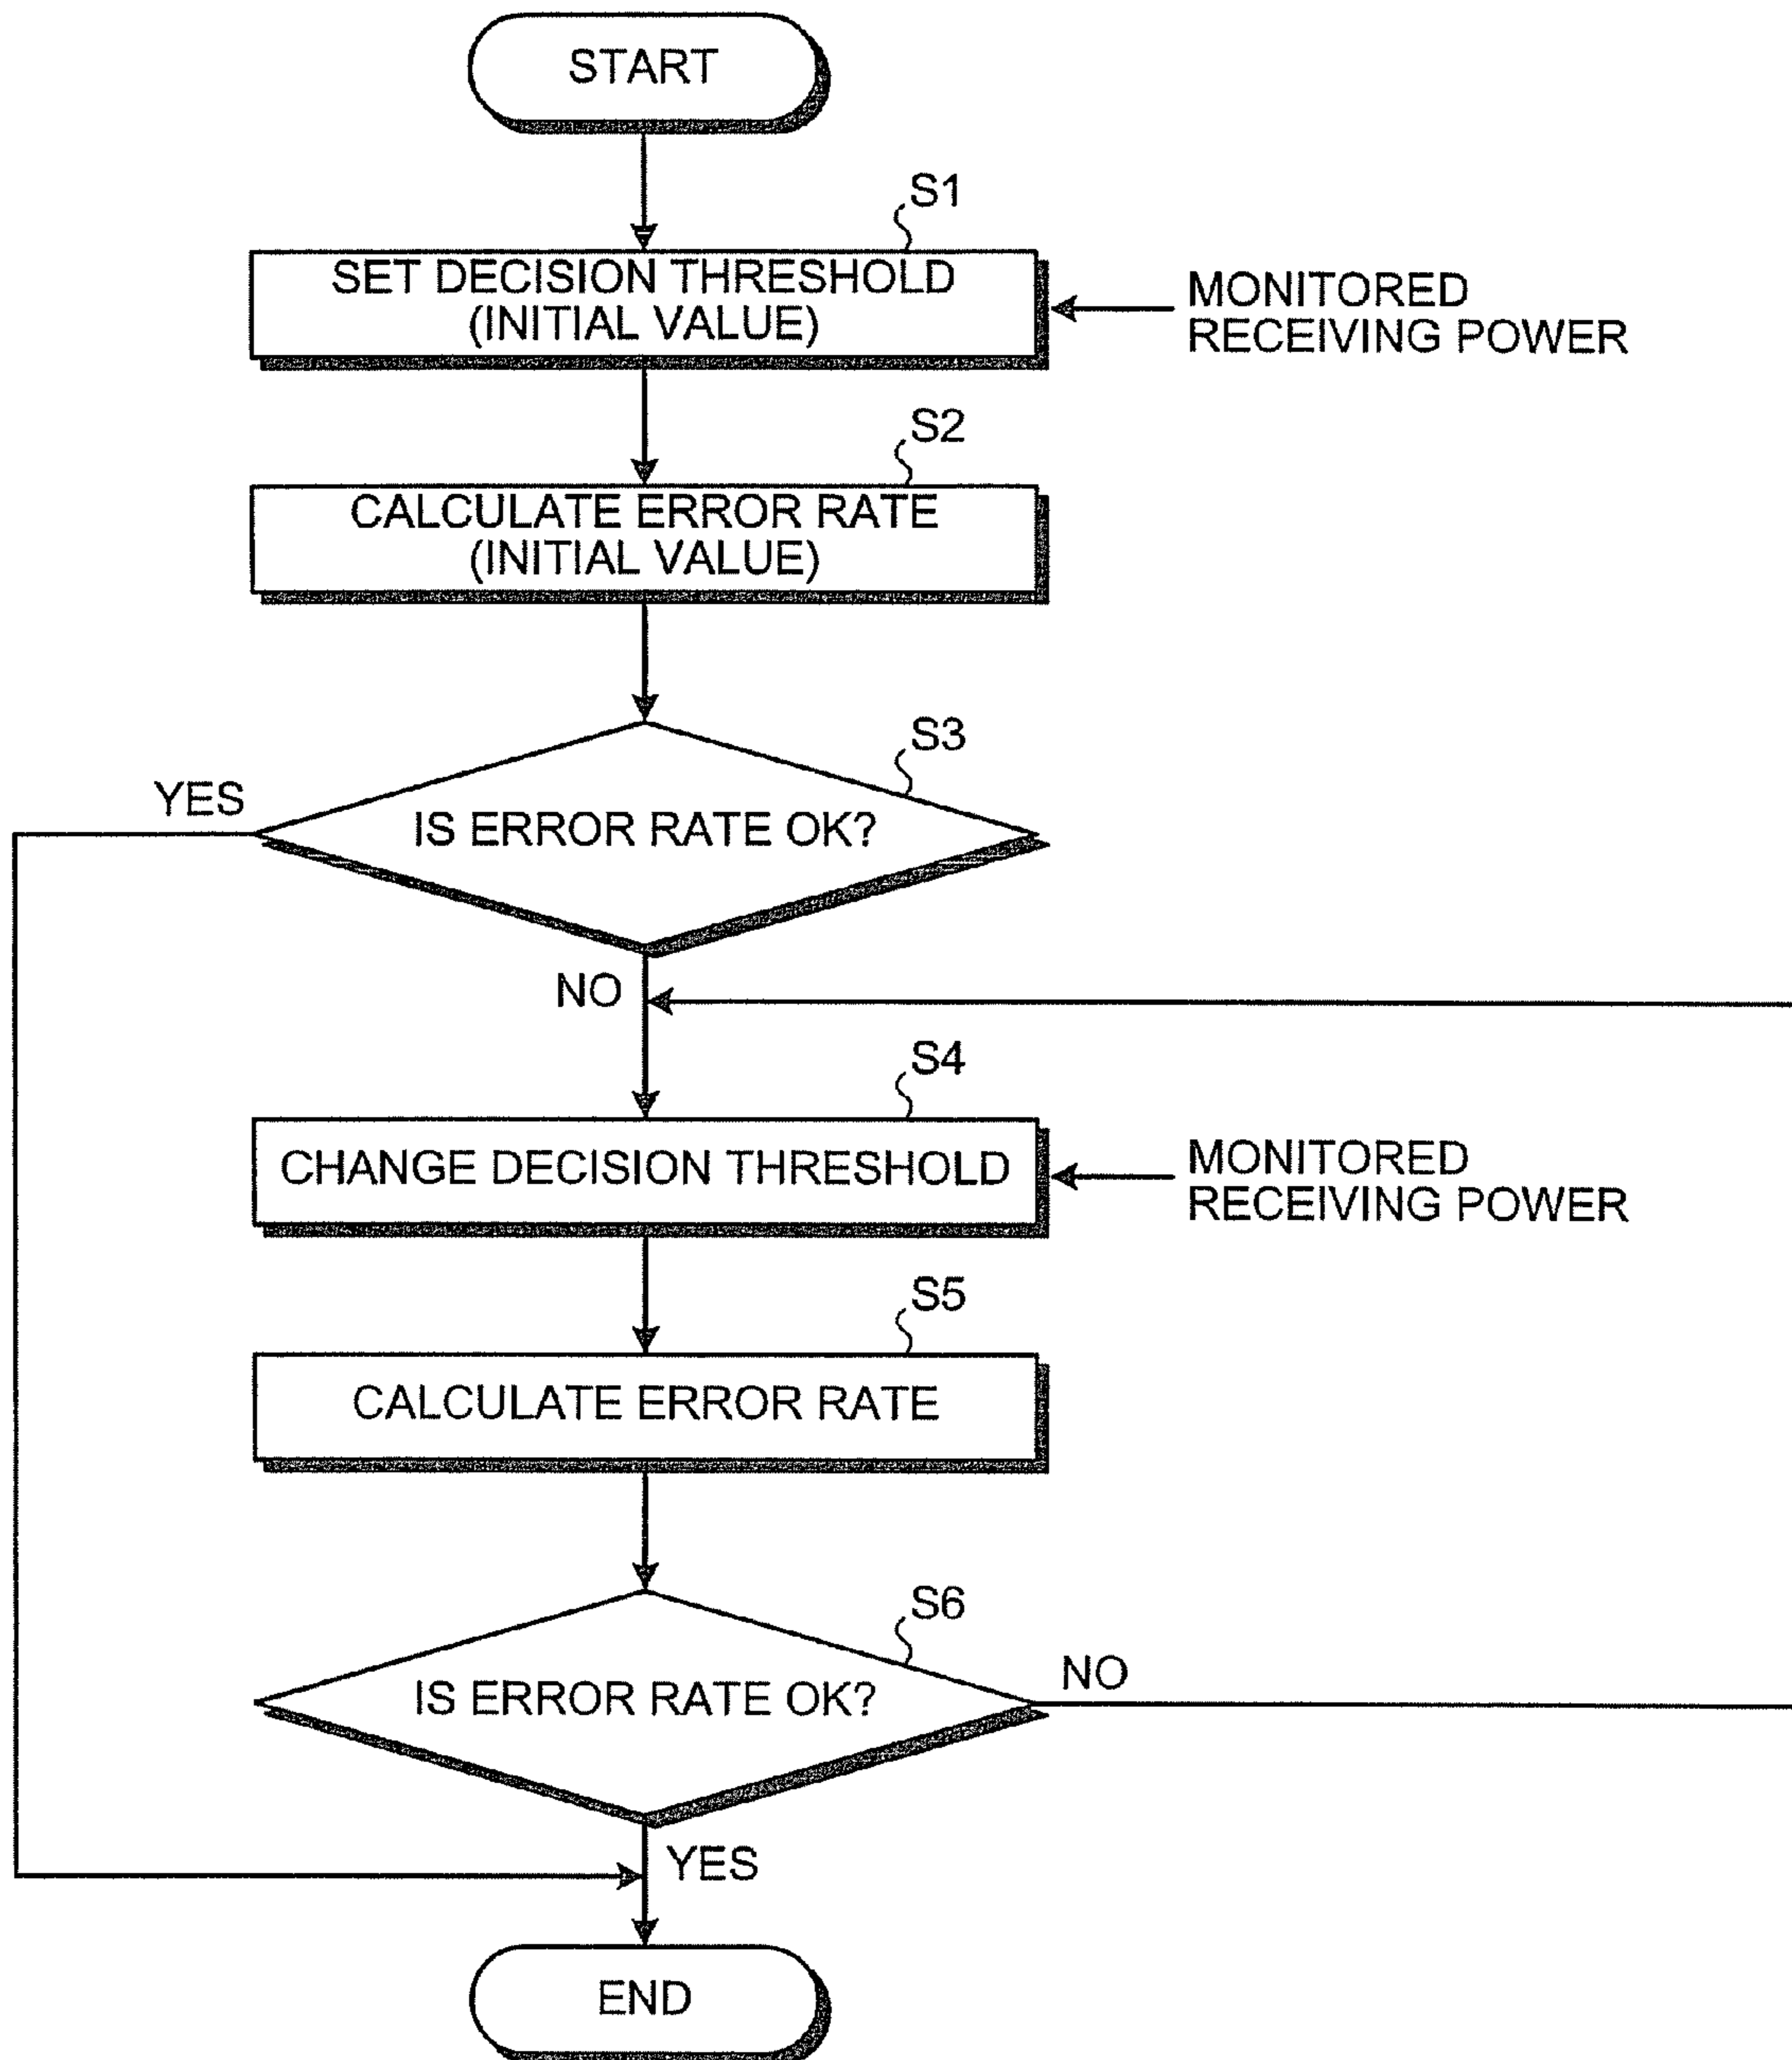 START
S1
SET DECISION THRESHOLD
(INITIAL VALUE)
MONITORED
RECEIVING POWER
S2
CALCULATE ERROR RATE
(INITIAL VALUE)
S3
YES
IS ERROR RATE OK?
NO
S4
CHANGE DECISION THRESHOLD
MONITORED
RECEIVING POWER
S5
CALCULATE ERROR RATE
S6
IS ERROR RATE OK?
NO
YES
END